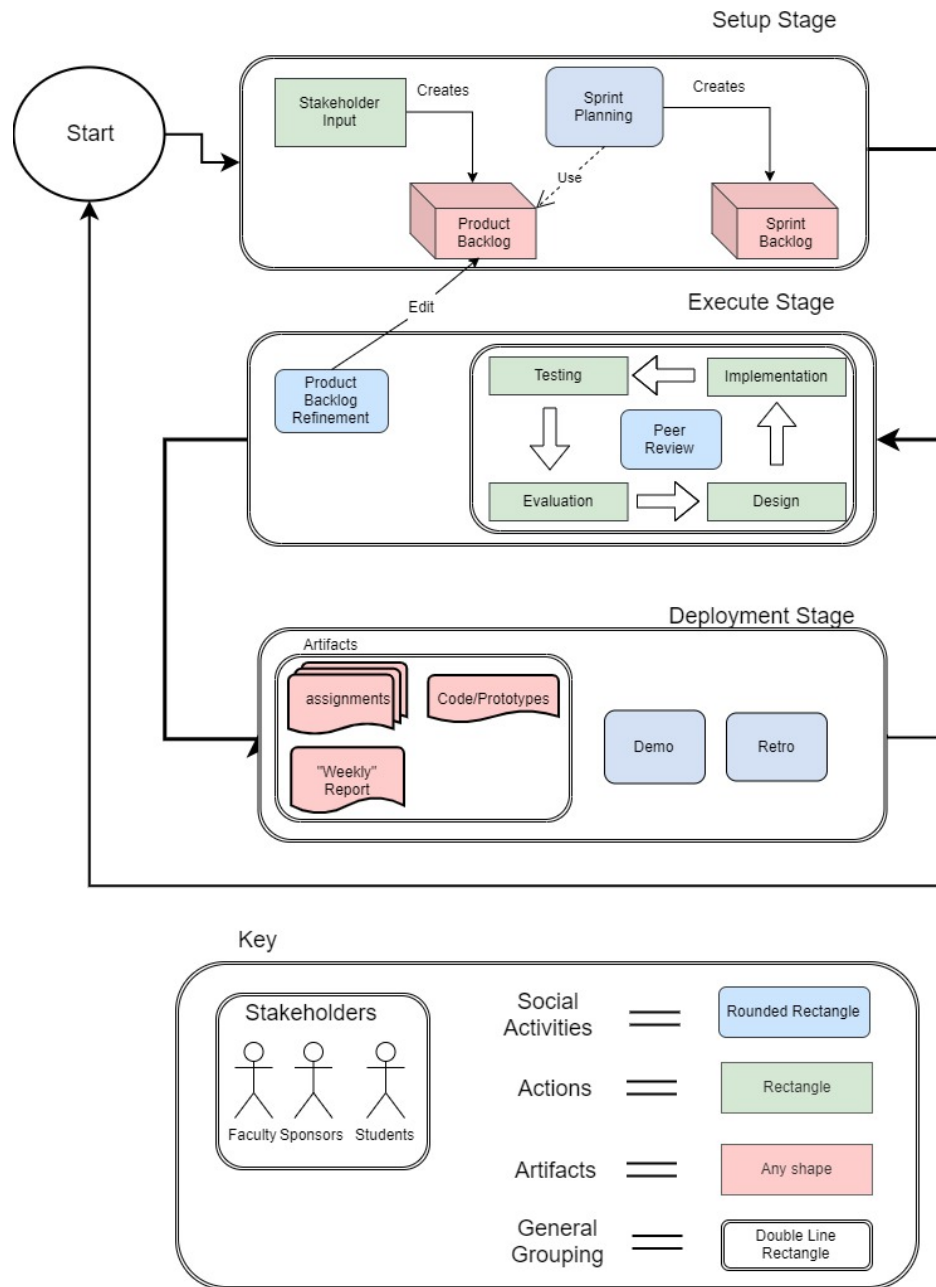 Setup Stage
Start
Stakeholder
Input
Creates
Sprint
Planning
Creates
Use
Product
Backlog
Sprint
Backlog
Edit
Execute Stage
Product
Backlog
Refinement
Testing
Implementation
Peer
Review
Evaluation
Design
Deployment Stage
Artifacts
assignments
Code/Prototypes
"Weekly"
Report
Demo
Retro
Key
Stakeholders
Faculty
Sponsors
Students
Social
Activities
Rounded Rectangle
Actions
Rectangle
Artifacts
Any shape
General
Grouping
Double Line
Rectangle